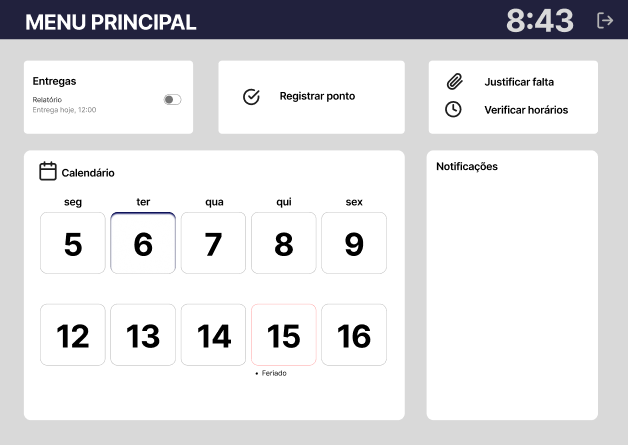 MENU PRINCIPAL
8:43
Entregas
Relatório
Entrega hoje, 12:00
Registrar ponto
Justificar falta
Verificar horários
Calendário
seg ter qua qui sex
5 6 7 8 9
12 13 14 15 16
• Feriado
Notificações